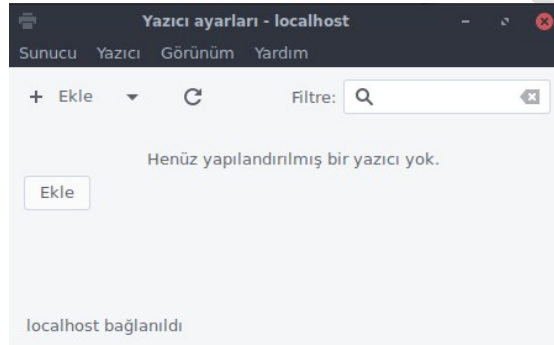 Yazıcı ayarları - localhost
Sunucu Yazıcı Görünüm Yardım
+ Ekle Filtre:
Henüz yapılandırılmış bir yazıcı yok.
Ekle
localhost bağlanıldı